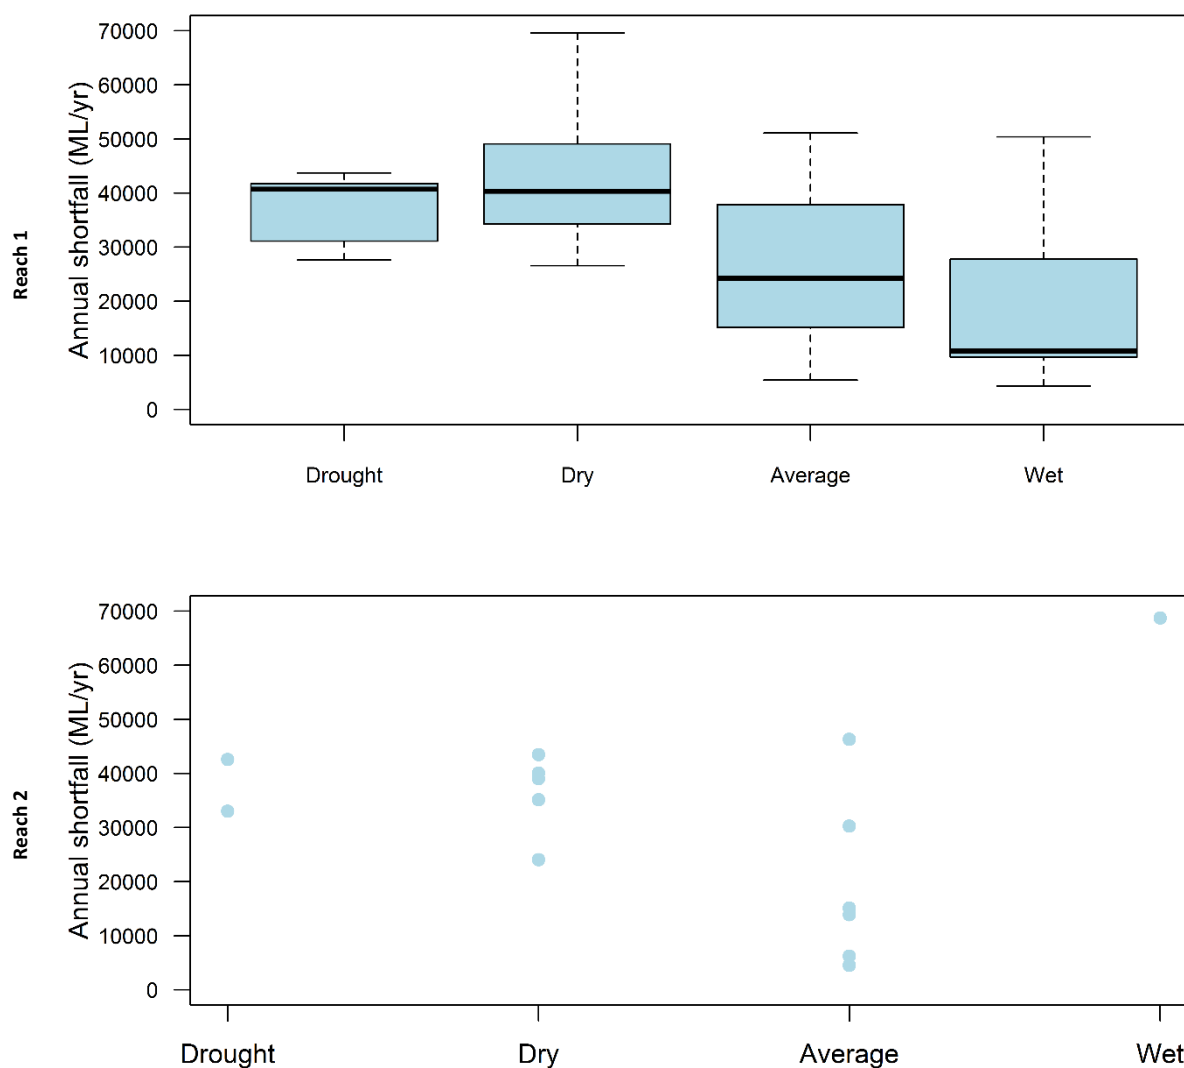 Reach 1
Annual shortfall (ML/yr)
70000
60000
50000
40000
30000
20000
10000
0
Drought Dry Average Wet
Reach 2
Annual shortfall (ML/yr)
70000
60000
50000
40000
30000
20000
10000
0
Drought Dry Average Wet